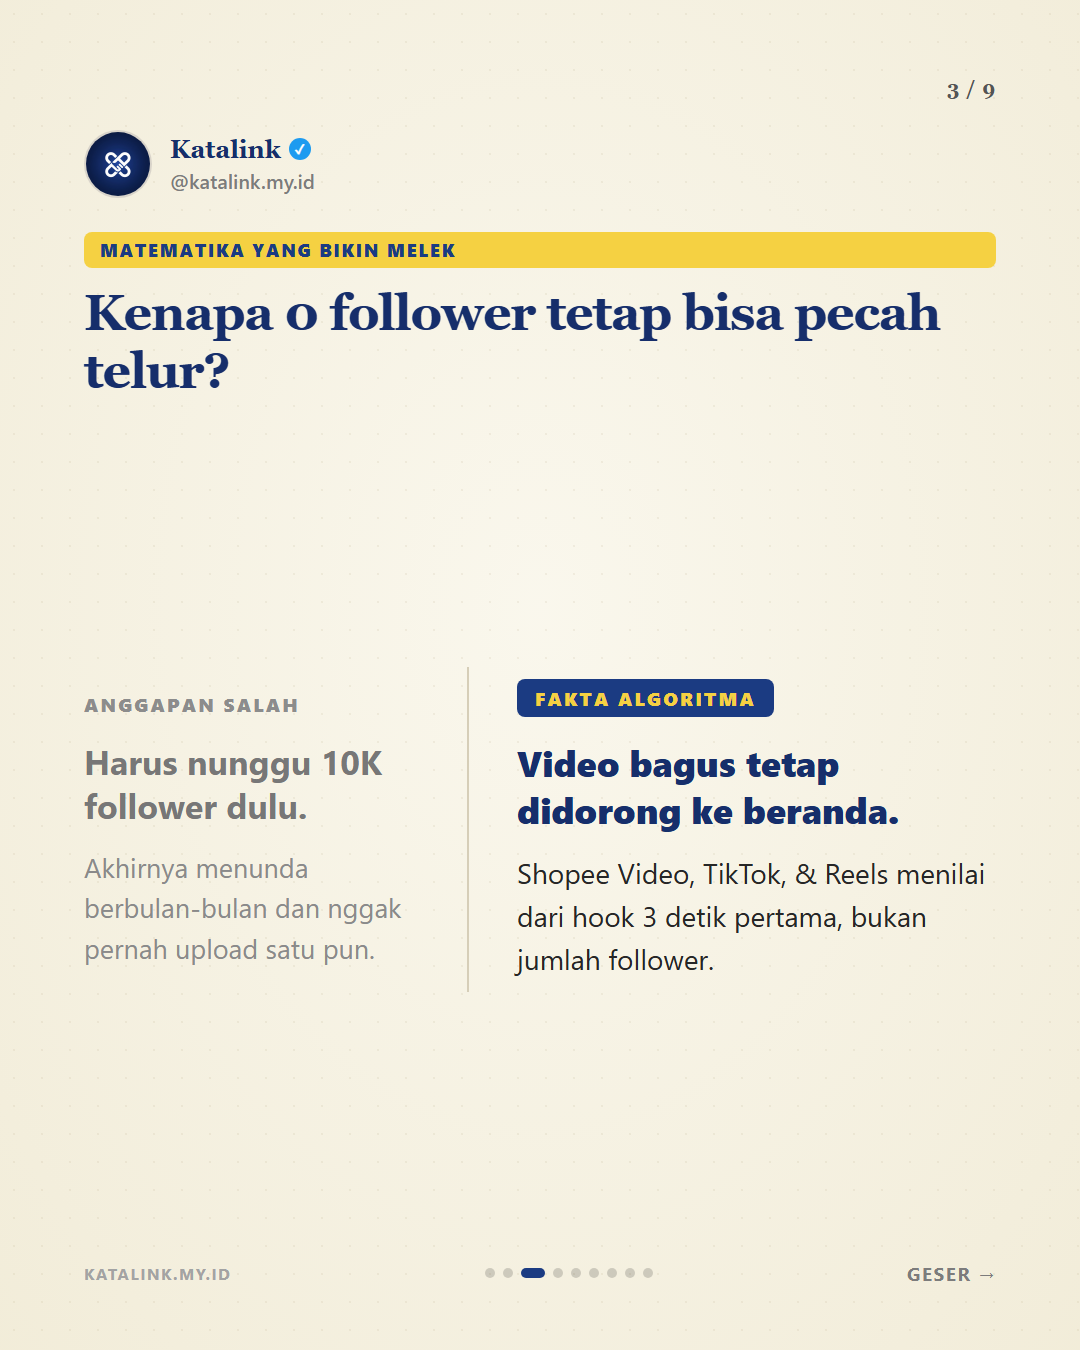 3 / 9
Katalink
@katalink.my.id
MATEMATIKA YANG BIKIN MELEK
Kenapa 0 follower tetap bisa pecah
telur?
ANGGAPAN SALAH
Harus nunggu 10K
follower dulu.
Akhirnya menunda
berbulan-bulan dan nggak
pernah upload satu pun.
FAKTA ALGORITMA
Video bagus tetap
didorong ke beranda.
Shopee Video, TikTok, & Reels menilai
dari hook 3 detik pertama, bukan
jumlah follower.
KATALINK.MY.ID
GESER →